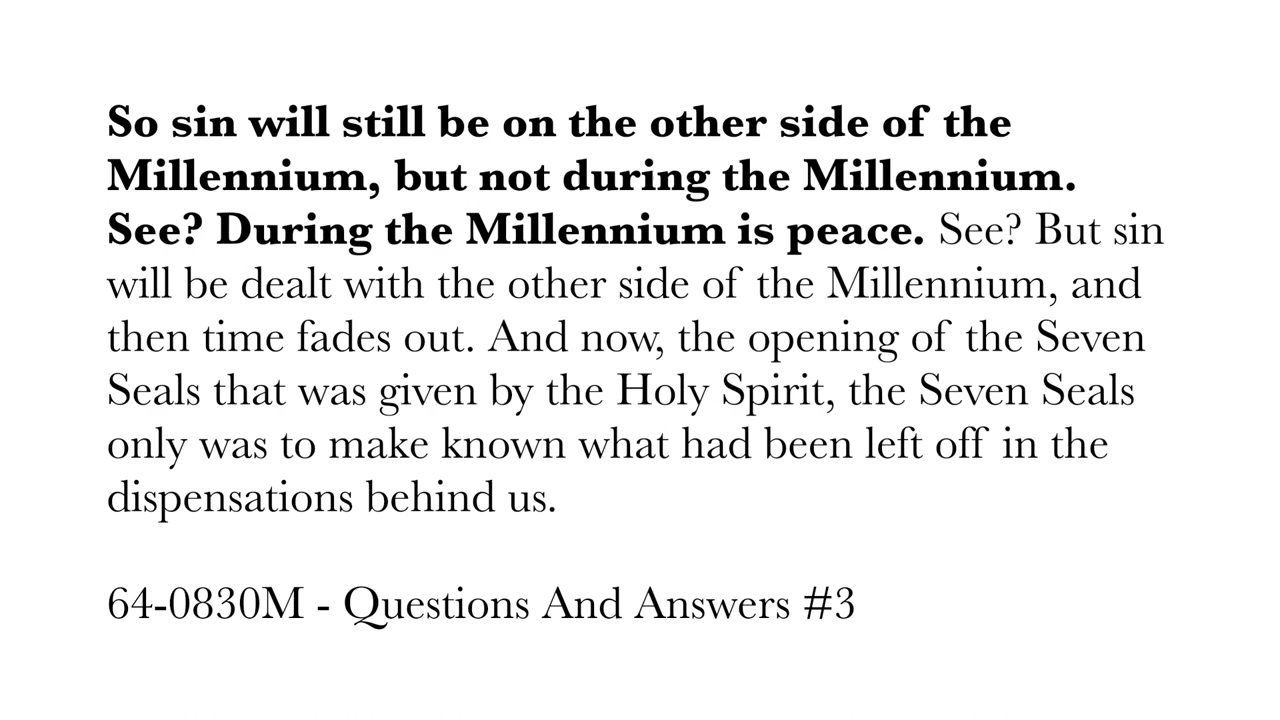 So sin will still be on the other side of the
Millennium, but not during the Millennium.
See? During the Millennium is peace. See? But sin
will be dealt with the other side of the Millennium, and
then time fades out. And now, the opening of the Seven
Seals that was given by the Holy Spirit, the Seven Seals
only was to make known what had been left off in the
dispensations behind us.
64-0830M - Questions And Answers #3